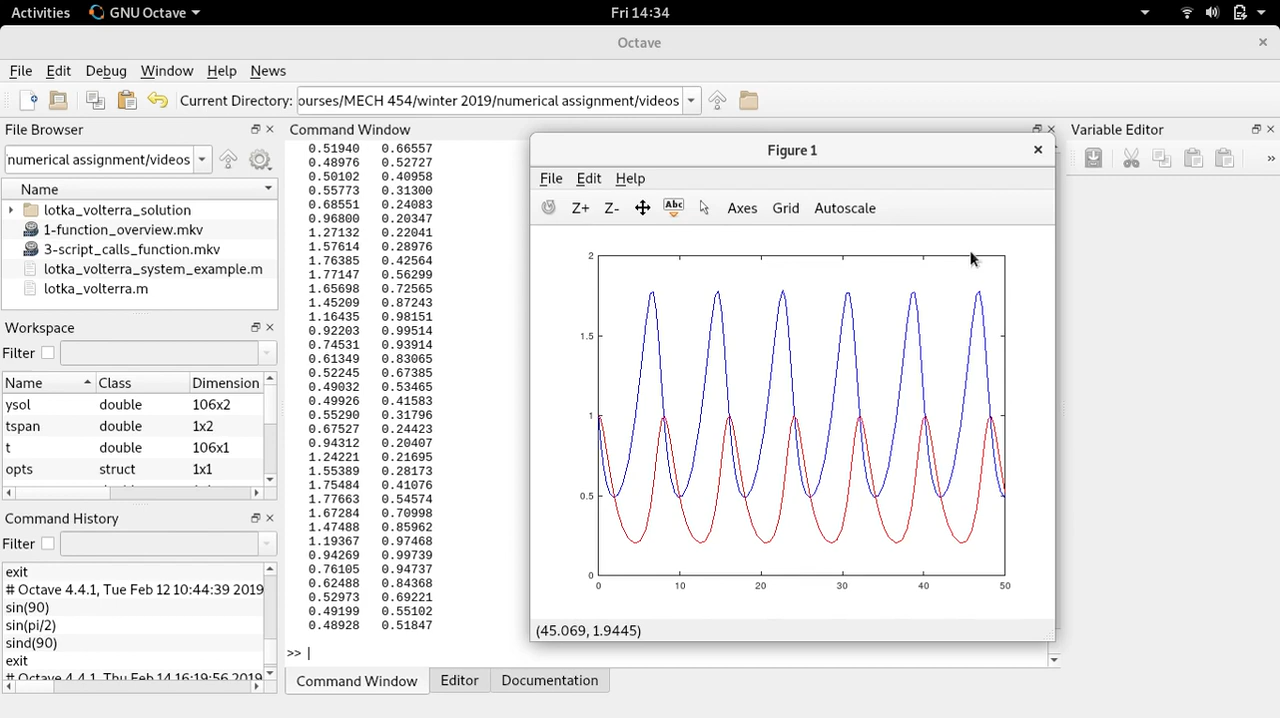 Activities GNU Octave Fri 14:34
Octave
File Edit Debug Window Help News
Current Directory: ourses/MECH 454/winter 2019/numerical assignment/videos
File Browser
numerical assignment/videos
Name
lotka_volterra_solution
1-function_overview.mkv
3-script_calls_function.mkv
lotka_volterra_system_example.m
lotka_volterra.m
Workspace
Filter
Name Class Dimension
ysol double 106x2
tspan double 1x2
t double 106x1
opts struct 1x1
Command History
Filter
exit
# Octave 4.4.1, Tue Feb 12 10:44:39 2019
sin(90)
sin(pi/2)
sind(90)
exit
# Octave 4.4.1, Thu Feb 14 16:19:56 2019
Command Window
0.51940 0.66557
0.48976 0.52727
0.50102 0.40958
0.55773 0.31300
0.68551 0.24083
0.96800 0.20347
1.27132 0.22041
1.57614 0.28976
1.76385 0.42564
1.77147 0.56299
1.65698 0.72565
1.45209 0.87243
1.16435 0.98151
0.92203 0.99514
0.74531 0.93914
0.61349 0.83065
0.52245 0.67385
0.49032 0.53465
0.49926 0.41583
0.55290 0.31796
0.67527 0.24423
0.94312 0.20407
1.24221 0.21695
1.55389 0.28173
1.75484 0.41076
1.77663 0.54574
1.67284 0.70998
1.47488 0.85962
1.19367 0.97468
0.94269 0.99739
0.76105 0.94737
0.62488 0.84368
0.52973 0.69221
0.49199 0.55102
0.48928 0.51847
>>
Command Window Editor Documentation
Figure 1
File Edit Help
Z+ Z- Abc Axes Grid Autoscale
2
1.5
1
0.5
0
0 10 20 30 40 50
(45.069, 1.9445)
Variable Editor
»